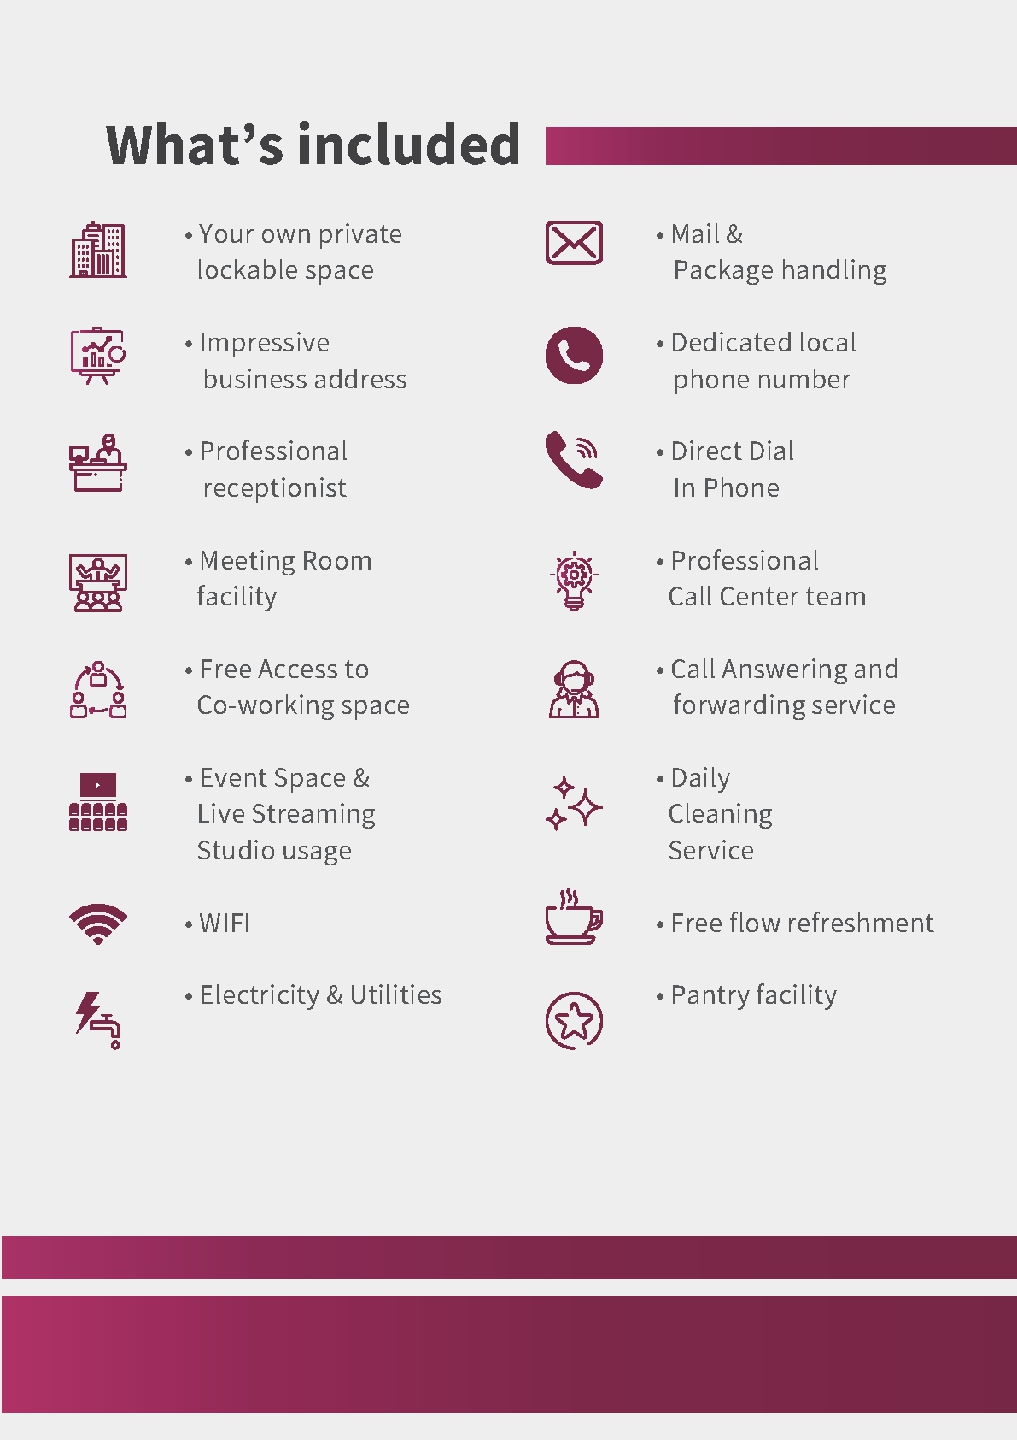 What's included
• Your own private
lockable space
• Impressive
business address
• Professional
receptionist
• Meeting Room
facility
• Free Access to
Co-working space
• Event Space &
Live Streaming
Studio usage
• WIFI
• Electricity & Utilities
• Mail &
Package handling
• Dedicated local
phone number
• Direct Dial
In Phone
• Professional
Call Center team
• Call Answering and
forwarding service
• Daily
Cleaning
Service
• Free flow refreshment
• Pantry facility